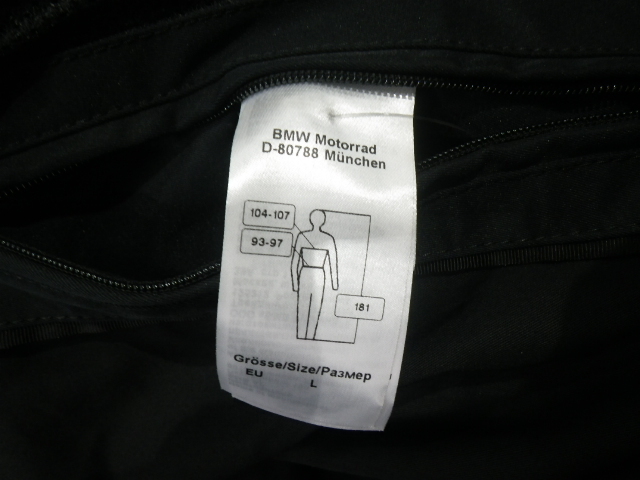 BMW Motorrad
D-80788 München
104-107
93-97
181
Grösse/Size/Размер
EU L